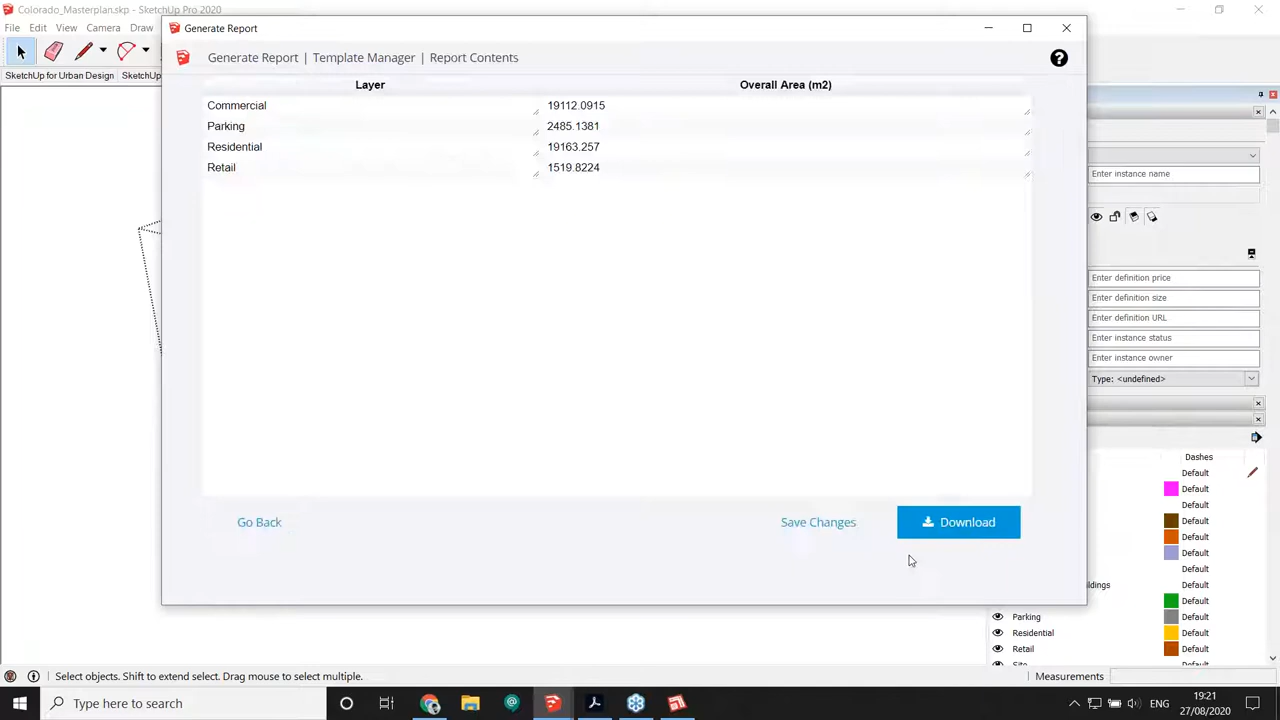 Colorado_Masterplan.skp - SketchUp Pro 2020
File Edit View Camera Draw
SketchUp for Urban Design
Generate Report
Generate Report | Template Manager | Report Contents
?
Layer Overall Area (m2)
Commercial 19112.0915
Parking 2485.1381
Residential 19163.257
Retail 1519.8224
Go Back Save Changes Download
Enter instance name
Enter definition price
Enter definition size
Enter definition URL
Enter instance status
Enter instance owner
Type: <undefined>
Dashes
Default
Default
Default
Default
Default
Default
Default
Default
Default
Parking Default
Residential Default
Retail Default
Select objects. Shift to extend select. Drag mouse to select multiple.
Measurements
Type here to search
ENG
19:21
27/08/2020